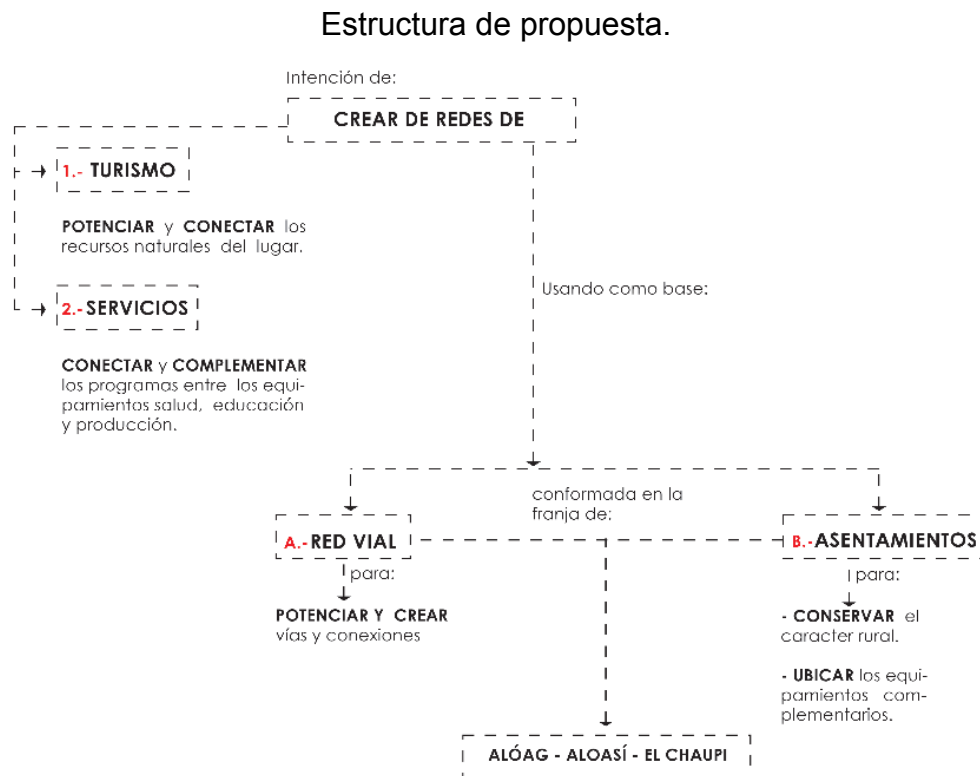 Estructura de propuesta.
Intención de:
CREAR DE REDES DE
1.- TURISMO
POTENCIAR y CONECTAR los
recursos naturales del lugar.
2.- SERVICIOS
CONECTAR y COMPLEMENTAR
los programas entre los equi-
pamientos salud, educación
y producción.
Usando como base:
conformada en la
franja de:
A.- RED VIAL
para:
POTENCIAR Y CREAR
vías y conexiones
B.- ASENTAMIENTOS
para:
- CONSERVAR el
caracter rural.
- UBICAR los equi-
pamientos com-
plementarios.
ALÓAG - ALOASÍ - EL CHAUPI